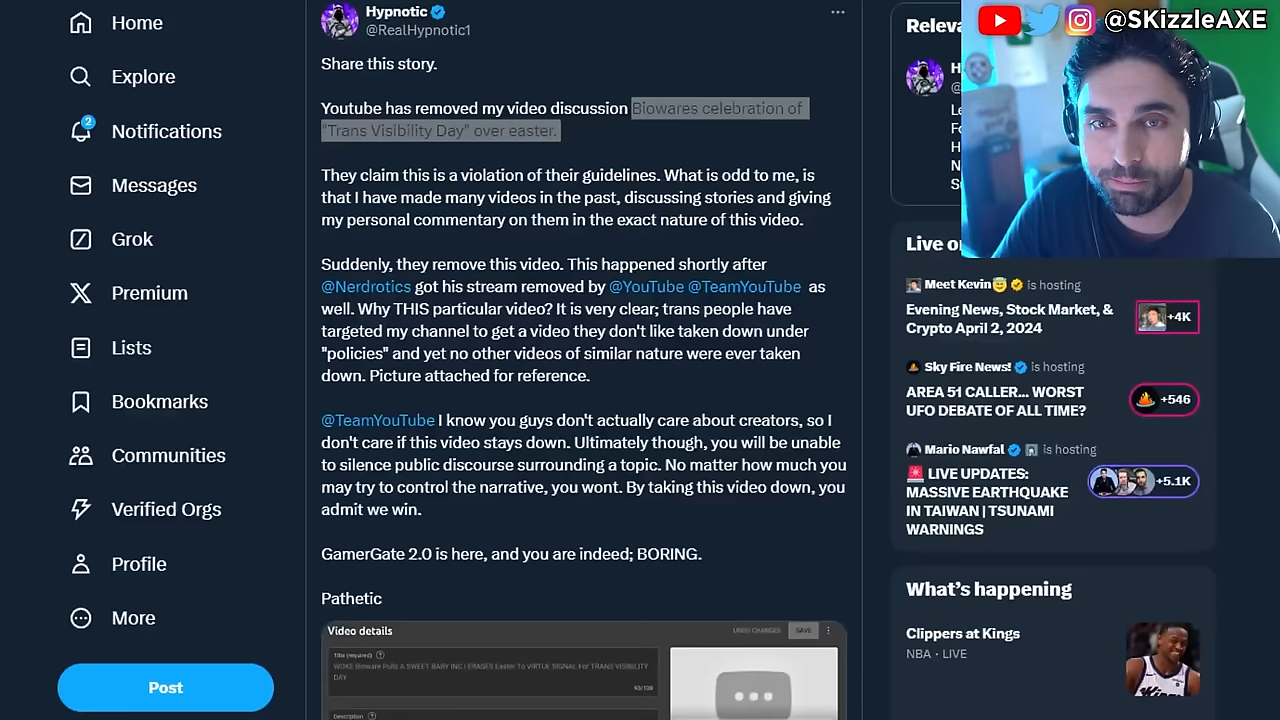 Home
Explore
2
Notifications
Messages
Grok
Premium
Lists
Bookmarks
Communities
Verified Orgs
Profile
More
Post
Hypnotic
@RealHypnotic1
Share this story.
Youtube has removed my video discussion Biowares celebration of
"Trans Visibility Day" over easter.
They claim this is a violation of their guidelines. What is odd to me, is
that I have made many videos in the past, discussing stories and giving
my personal commentary on them in the exact nature of this video.
Suddenly, they remove this video. This happened shortly after
@Nerdrotics got his stream removed by @YouTube @TeamYouTube as
well. Why THIS particular video? It is very clear; trans people have
targeted my channel to get a video they don't like taken down under
"policies" and yet no other videos of similar nature were ever taken
down. Picture attached for reference.
@TeamYouTube I know you guys don't actually care about creators, so I
don't care if this video stays down. Ultimately though, you will be unable
to silence public discourse surrounding a topic. No matter how much you
may try to control the narrative, you wont. By taking this video down, you
admit we win.
GamerGate 2.0 is here, and you are indeed; BORING.
Pathetic
Video details
UNDO CHANGES
SAVE
Title (required)
WOKE Bioware Pulls A SWEET BABY INC | ERASES Easter To VIRTUE SIGNAL For TRANS VISIBILITY
DAY
93/100
Description
@SKizzleAXE
Releva
H
@
Le
Fo
H
N
Su
Live o
Meet Kevin is hosting
Evening News, Stock Market, &
Crypto April 2, 2024
+4K
Sky Fire News! is hosting
AREA 51 CALLER... WORST
UFO DEBATE OF ALL TIME?
+546
Mario Nawfal is hosting
LIVE UPDATES:
MASSIVE EARTHQUAKE
IN TAIWAN | TSUNAMI
WARNINGS
+5.1K
What's happening
Clippers at Kings
NBA · LIVE